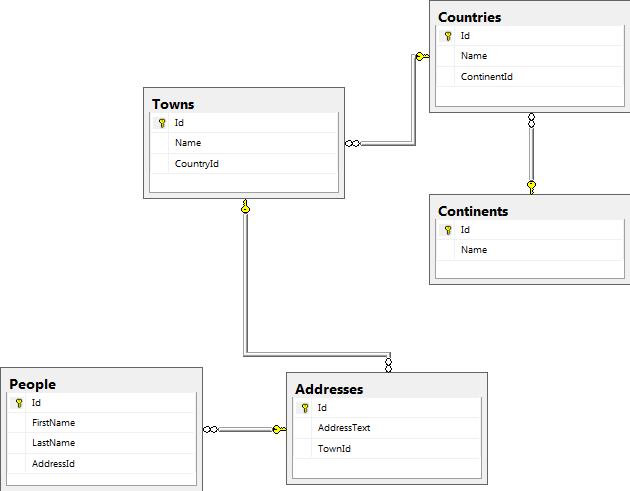 Countries
Id
Name
ContinentId
Towns
Id
Name
CountryId
Continents
Id
Name
People
Id
FirstName
LastName
AddressId
Addresses
Id
AddressText
TownId